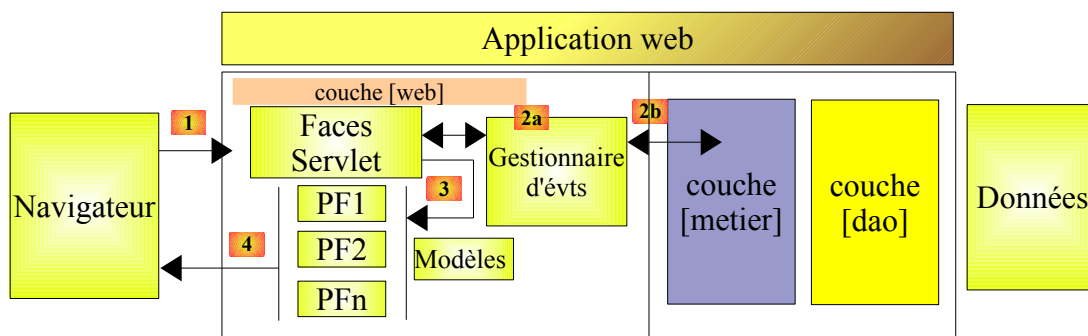 Application web
couche [web]
1
Faces
Servlet
2a
2b
Gestionnaire
d'évts
Navigateur
3
PF1
couche
[metier]
couche
[dao]
Données
4
PF2
Modèles
PFn